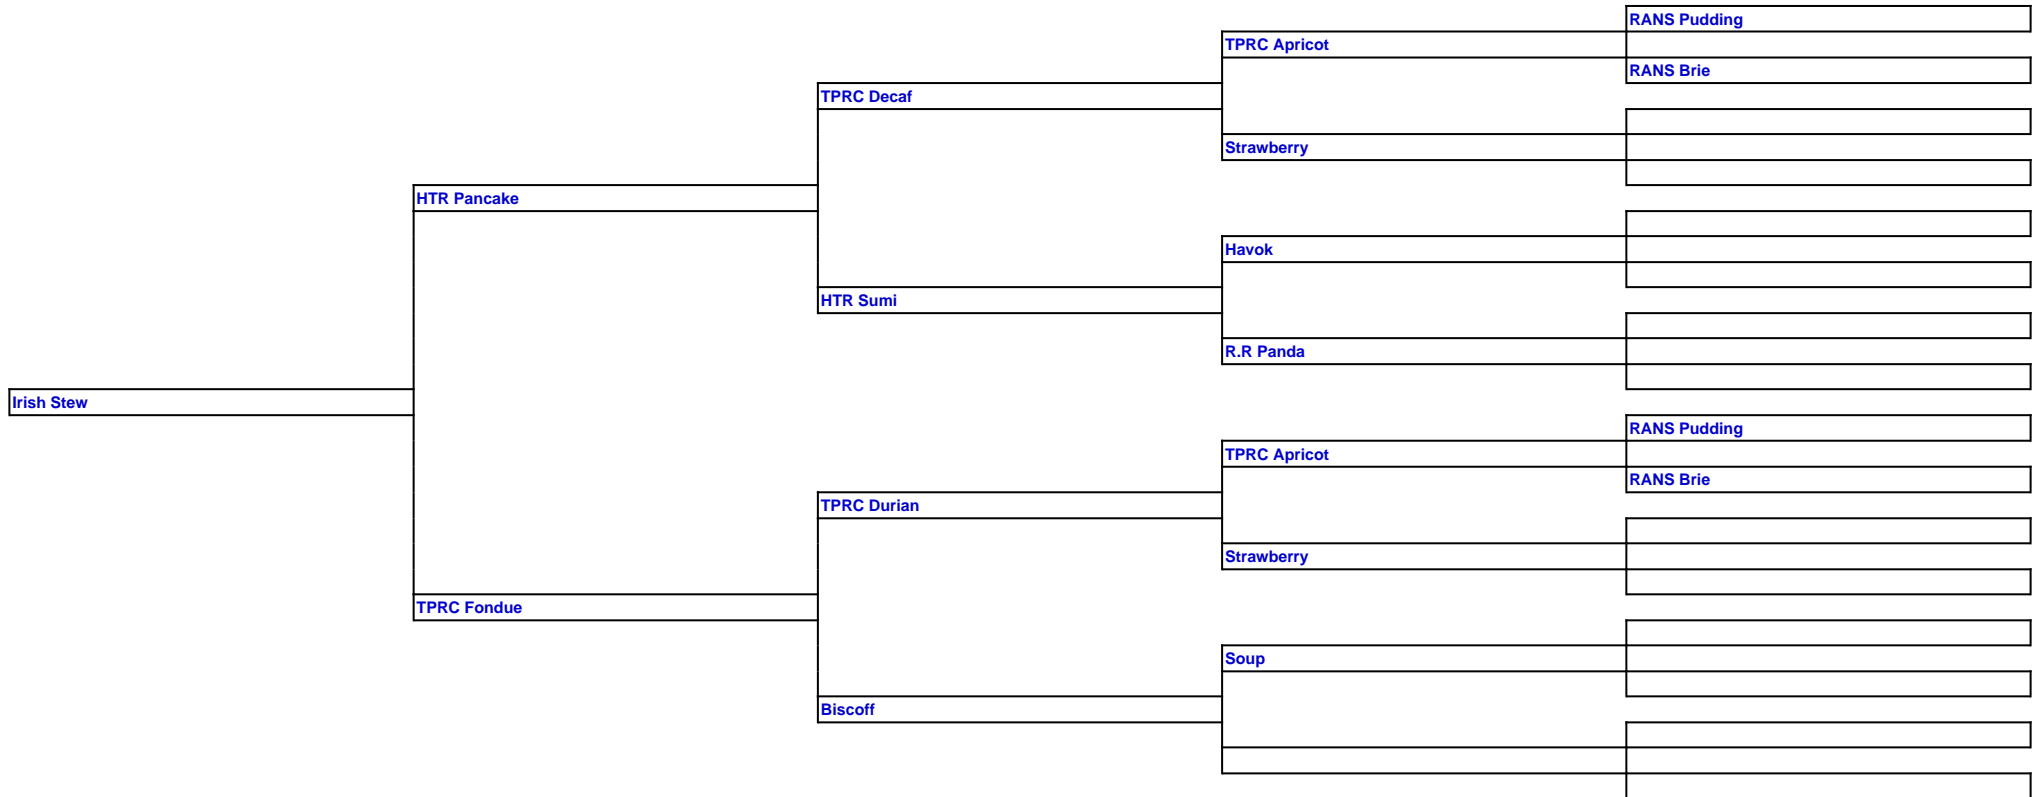 RANS Pudding
TPRC Apricot
RANS Brie
TPRC Decaf
Strawberry
HTR Pancake
Havok
HTR Sumi
R.R Panda
Irish Stew
RANS Pudding
TPRC Apricot
RANS Brie
TPRC Durian
Strawberry
TPRC Fondue
Soup
Biscoff